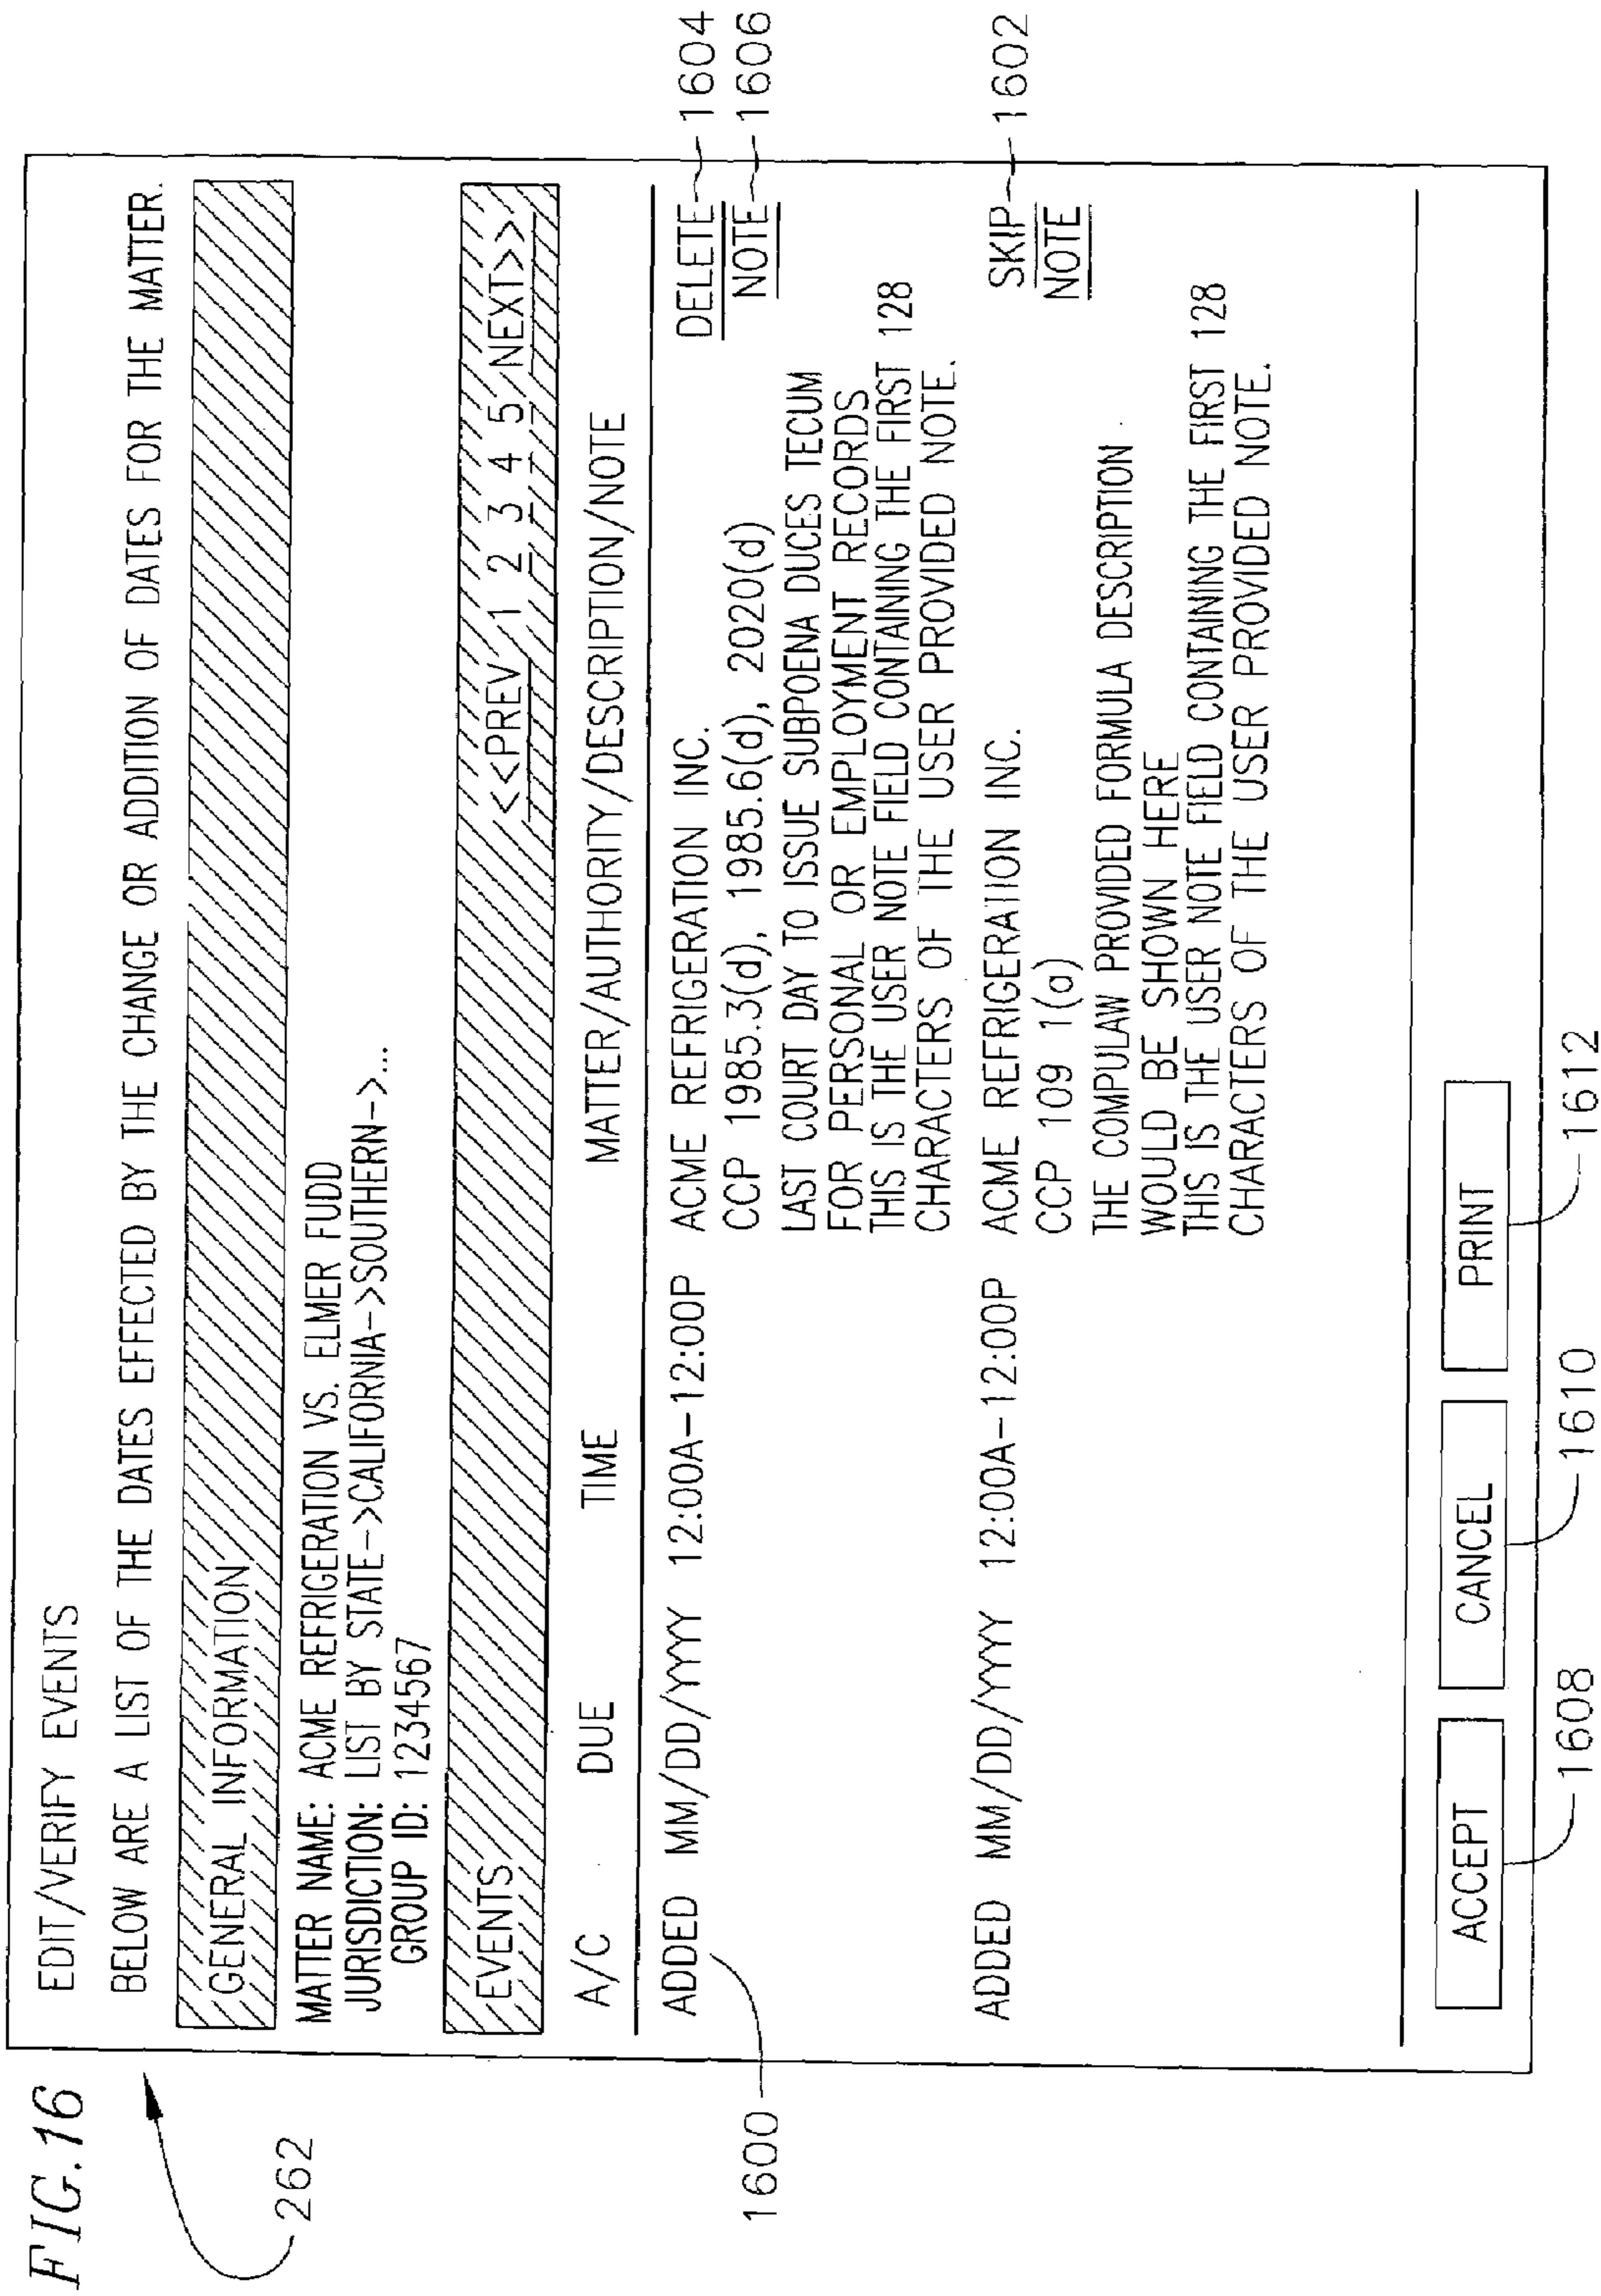 FIG.16
262
EDIT/VERIFY EVENTS
BELOW ARE A LIST OF THE DATES EFFECTED BY THE CHANGE OR ADDITION OF DATES FOR THE MATTER.
GENERAL INFORMATION
MATTER NAME: ACME REFRIGERATION VS. ELMER FUDD
JURISDICTION: LIST BY STATE->CALIFORNIA->SOUTHERN->...
GROUP ID: 1234567
EVENTS <<PREV 1 2 3 4 5 NEXT>>
A/C DUE TIME MATTER/AUTHORITY/DESCRIPTION/NOTE
ADDED MM/DD/YYYY 12:00A-12:00P ACME REFRIGERATION INC. DELETE 1604
CCP 1985.3(d), 1985.6(d), 2020(d) NOTE 1606
LAST COURT DAY TO ISSUE SUBPOENA DUCES TECUM
FOR PERSONAL OR EMPLOYMENT RECORDS
THIS IS THE USER NOTE FIELD CONTAINING THE FIRST 128
CHARACTERS OF THE USER PROVIDED NOTE.
1600
ADDED MM/DD/YYYY 12:00A-12:00P ACME REFRIGERATION INC. SKIP 1602
CCP 109 1(a) NOTE
THE COMPULAW PROVIDED FORMULA DESCRIPTION
WOULD BE SHOWN HERE
THIS IS THE USER NOTE FIELD CONTAINING THE FIRST 128
CHARACTERS OF THE USER PROVIDED NOTE.
ACCEPT CANCEL PRINT
1608 1610 1612